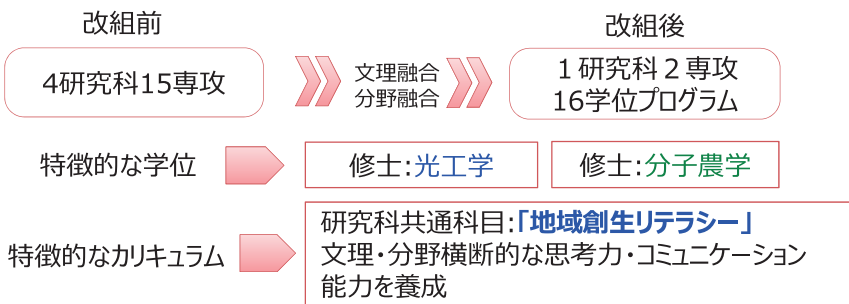 改組前
改組後
4研究科15専攻
文理融合
分野融合
1研究科2専攻
16学位プログラム
特徴的な学位
修士:光工学
修士:分子農学
特徴的なカリキュラム
研究科共通科目:「地域創生リテラシー」
文理・分野横断的な思考力・コミュニケーション
能力を養成